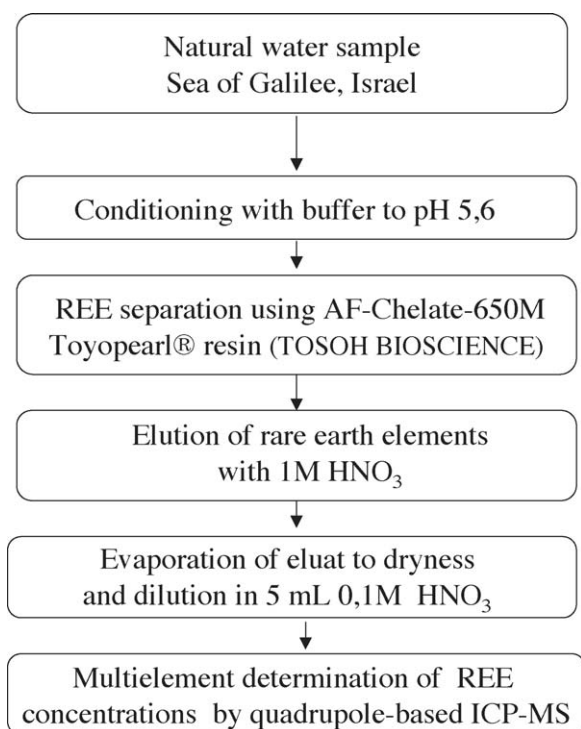 Natural water sample
Sea of Galilee, Israel
Conditioning with buffer to pH 5,6
REE separation using AF-Chelate-650M
Toyopearl® resin (TOSOH BIOSCIENCE)
Elution of rare earth elements
with 1M HNO₃
Evaporation of eluat to dryness
and dilution in 5 mL 0,1M HNO₃
Multielement determination of REE
concentrations by quadrupole-based ICP-MS